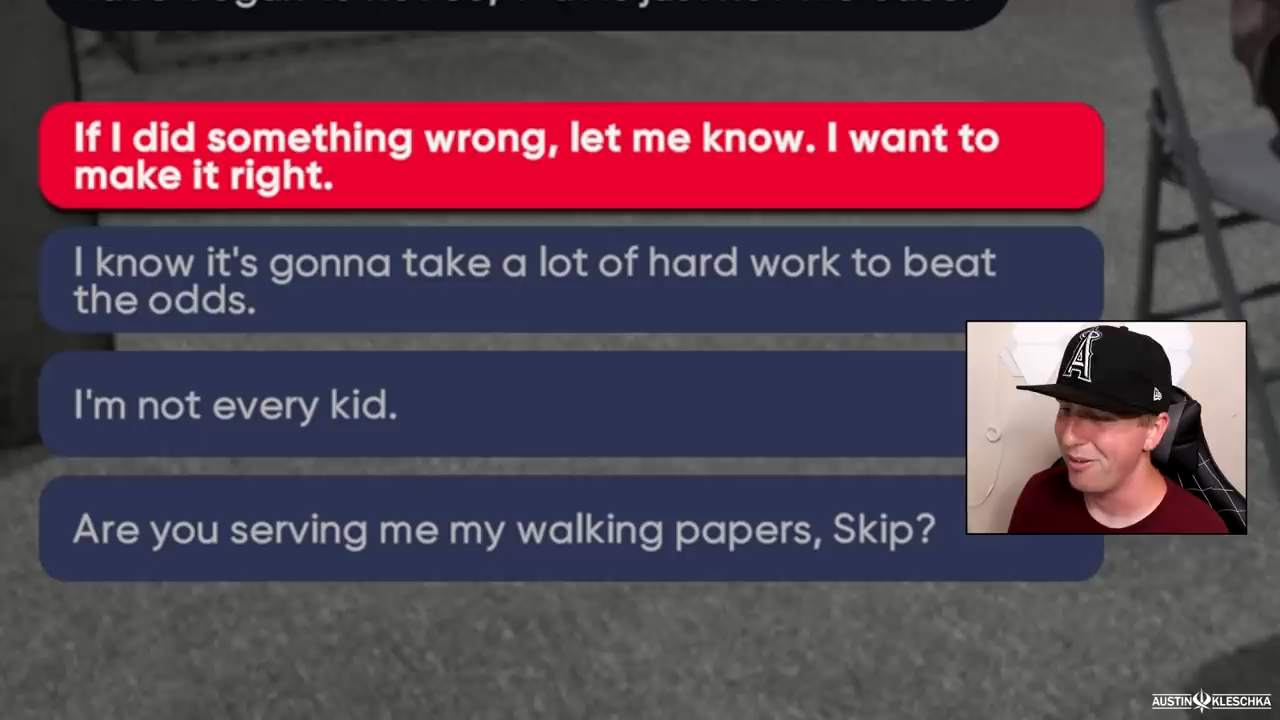 If I did something wrong, let me know. I want to
make it right.
I know it's gonna take a lot of hard work to beat
the odds.
I'm not every kid.
Are you serving me my walking papers, Skip?
A
AUSTIN KLESCHKA